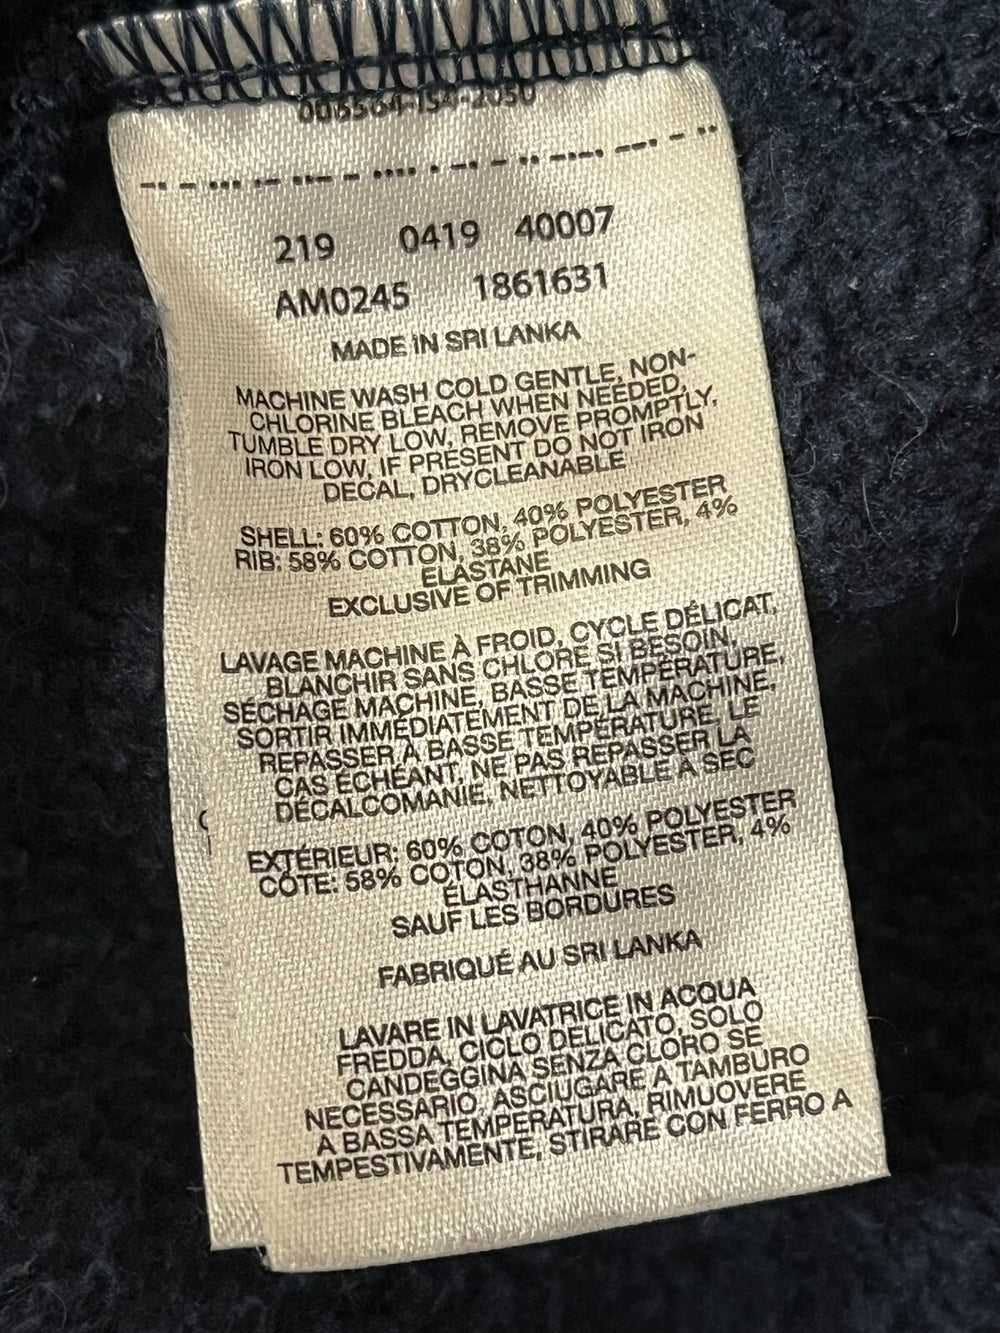 219 0419 40007
AM0245 1861631
MADE IN SRI LANKA
MACHINE WASH COLD GENTLE, NON-
CHLORINE BLEACH WHEN NEEDED,
TUMBLE DRY LOW, REMOVE PROMPTLY,
IRON LOW, IF PRESENT DO NOT IRON
DECAL, DRYCLEANABLE
SHELL: 60% COTTON, 40% POLYESTER
RIB: 58% COTTON, 38% POLYESTER, 4%
ELASTANE
EXCLUSIVE OF TRIMMING
LAVAGE MACHINE À FROID, CYCLE DÉLICAT,
BLANCHIR SANS CHLORE SI BESOIN,
SÉCHAGE MACHINE, BASSE TEMPÉRATURE,
SORTIR IMMÉDIATEMENT DE LA MACHINE,
REPASSER À BASSE TEMPÉRATURE, LE
CAS ÉCHÉANT, NE PAS REPASSER LA
DÉCALCOMANIE, NETTOYABLE À SEC
EXTÉRIEUR: 60% COTON, 40% POLYESTER
CÔTE: 58% COTON, 38% POLYESTER, 4%
ÉLASTHANNE
SAUF LES BORDURES
FABRIQUÉ AU SRI LANKA
LAVARE IN LAVATRICE IN ACQUA
FREDDA, CICLO DELICATO, SOLO
CANDEGGINA SENZA CLORO SE
NECESSARIO, ASCIUGARE A TAMBURO
A BASSA TEMPERATURA, RIMUOVERE
TEMPESTIVAMENTE, STIRARE CON FERRO A